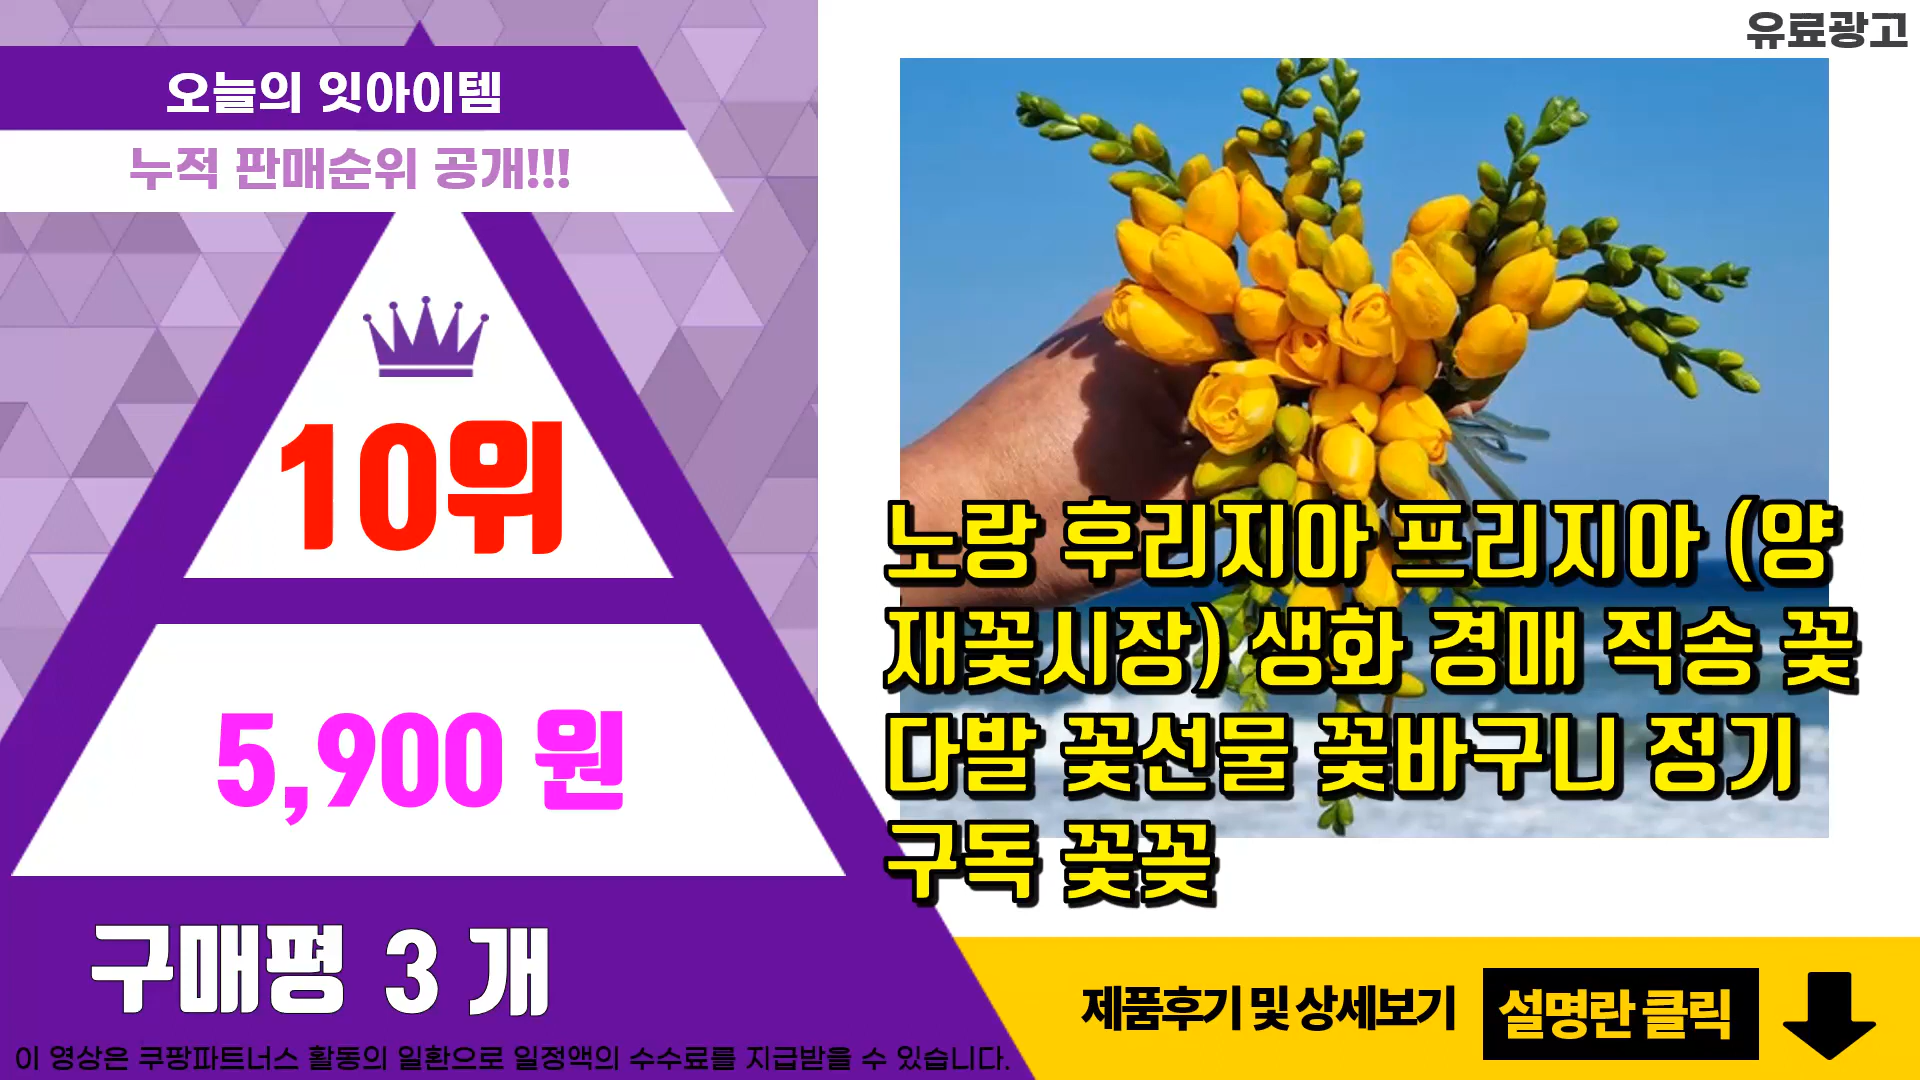 유료광고
오늘의 잇아이템
누적 판매순위 공개!!!
10위
5,900 원
구매평 3 개
노랑 후리지아 프리지아 (양
재꽃시장) 생화 경매 직송 꽃
다발 꽃선물 꽃바구니 정기
구독 꽃꽂
제품후기 및 상세보기
설명란 클릭
이 영상은 쿠팡파트너스 활동의 일환으로 일정액의 수수료를 지급받을 수 있습니다.